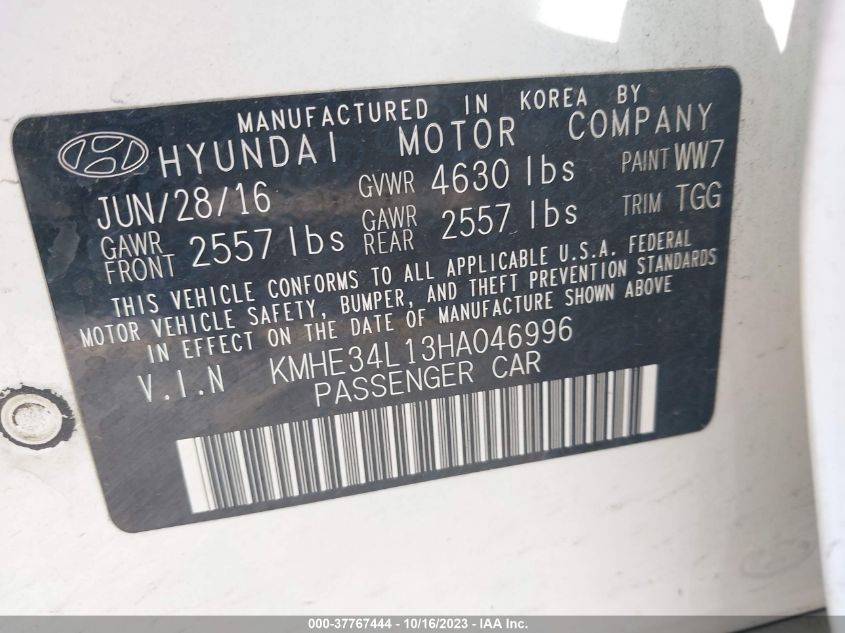 MANUFACTURED IN KOREA BY
HYUNDAI MOTOR COMPANY
JUN/28/16 GVWR 4630 lbs PAINT WW7
GAWR FRONT 2557 lbs GAWR REAR 2557 lbs TRIM TGG
THIS VEHICLE CONFORMS TO ALL APPLICABLE U.S.A. FEDERAL
MOTOR VEHICLE SAFETY, BUMPER, AND THEFT PREVENTION STANDARDS
IN EFFECT ON THE DATE OF MANUFACTURE SHOWN ABOVE
V.I.N KMHE34L13HA046996
PASSENGER CAR
000-37767444 - 10/16/2023 - IAA Inc.